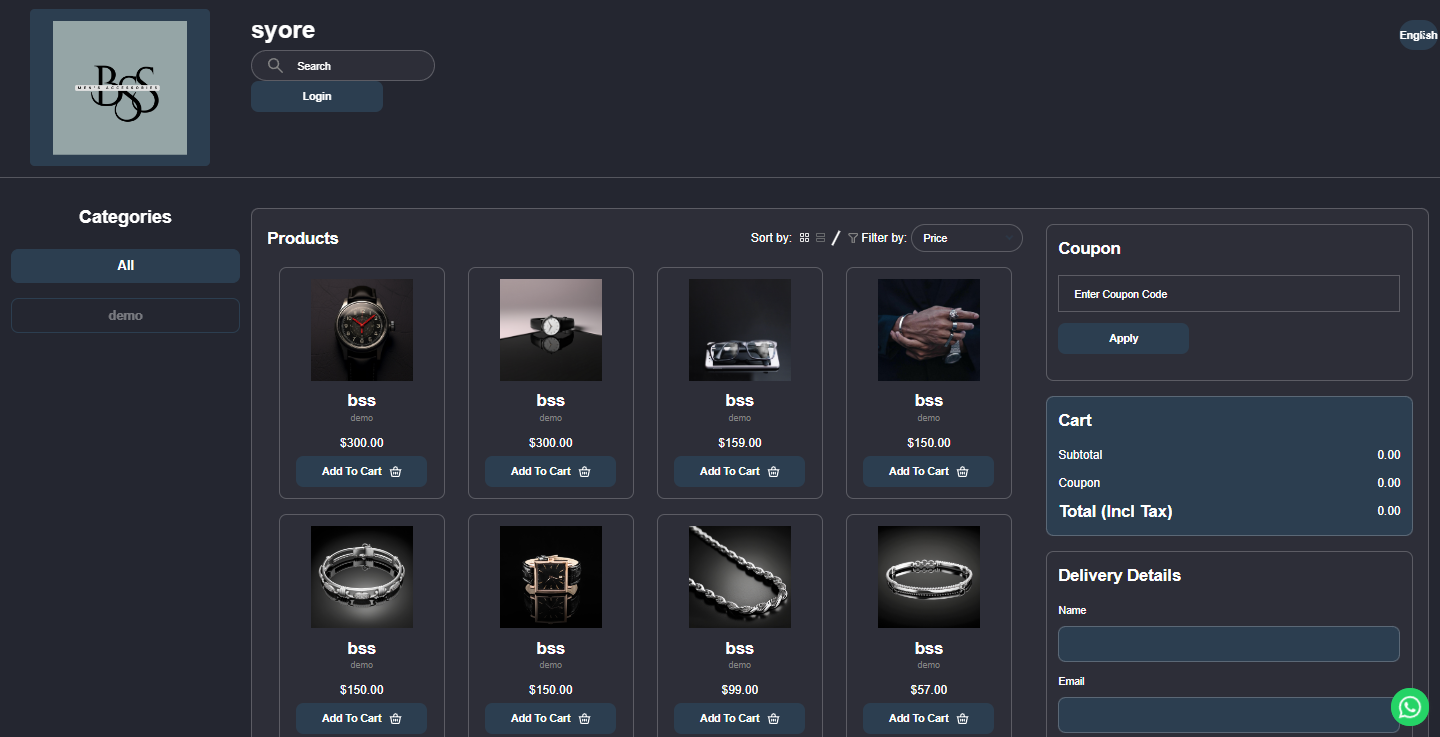 syore
English
Search
Login
BSS
MEN'S ACCESSORIES
Categories
All
demo
Products
Sort by: / Filter by: Price
bss
demo
$300.00
Add To Cart
bss
demo
$300.00
Add To Cart
bss
demo
$159.00
Add To Cart
bss
demo
$150.00
Add To Cart
bss
demo
$150.00
Add To Cart
bss
demo
$150.00
Add To Cart
bss
demo
$99.00
Add To Cart
bss
demo
$57.00
Add To Cart
Coupon
Enter Coupon Code
Apply
Cart
Subtotal 0.00
Coupon 0.00
Total (Incl Tax) 0.00
Delivery Details
Name
Email